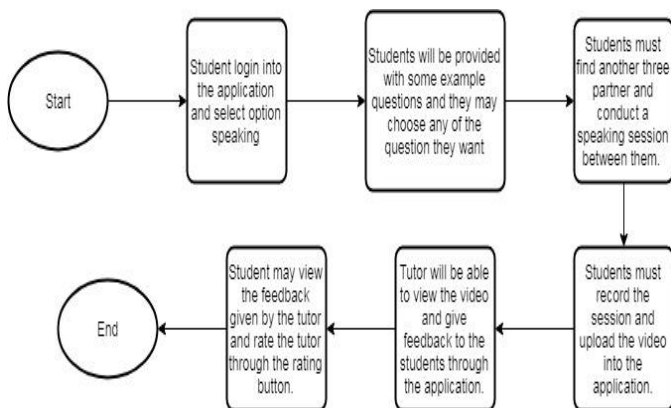 Start
Student login into
the application
and select option
speaking
Students will be provided
with some example
questions and they may
choose any of the
question they want
Students must
find another three
partner and
conduct a
speaking session
between them.
Students must
record the
session and
upload the video
into the
application.
Tutor will be able
to view the video
and give
feedback to the
students through
the application.
Student may view
the feedback
given by the tutor
and rate the tutor
through the rating
button.
End